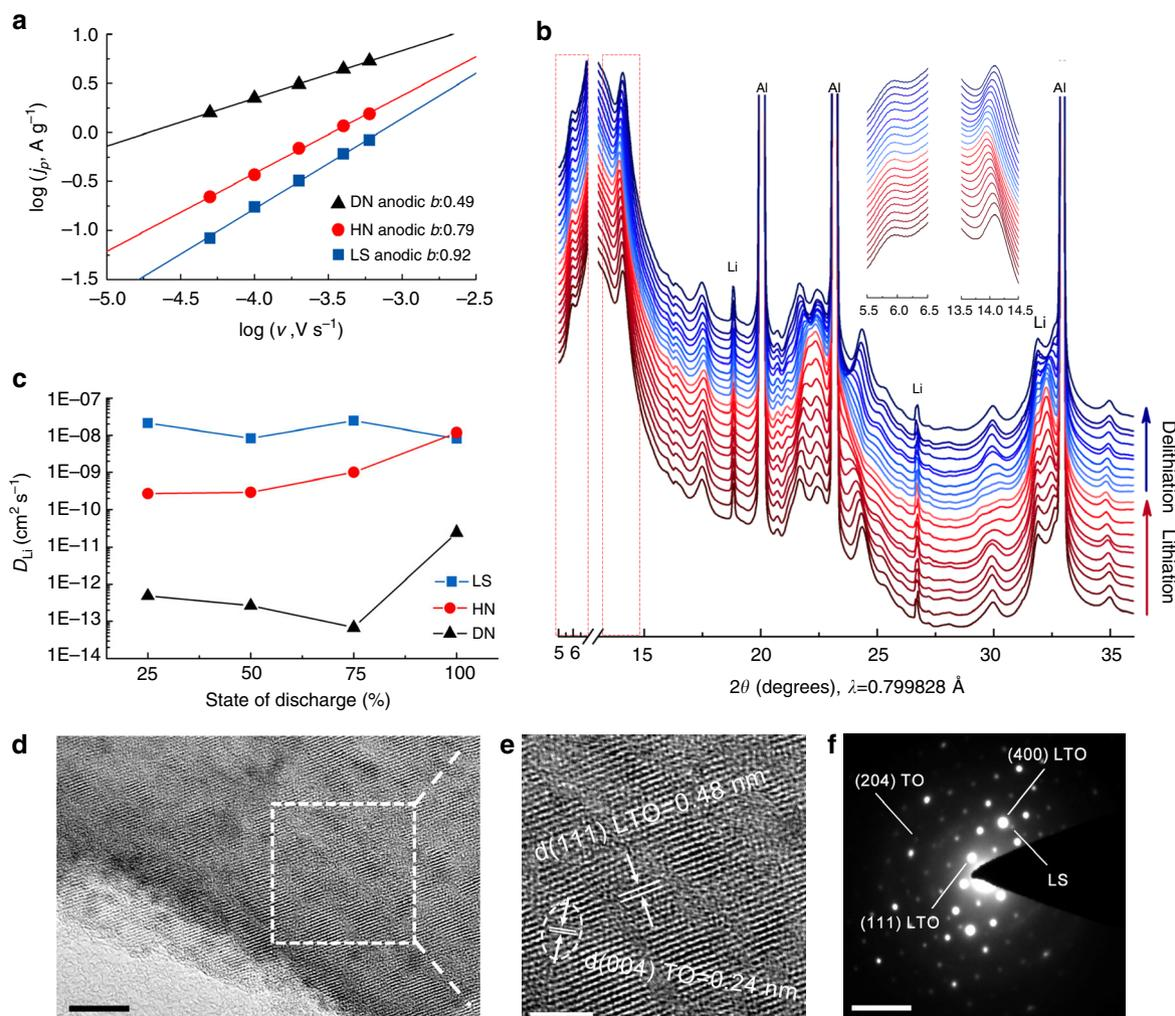 a
1.0
0.5
0.0
−0.5
−1.0
−1.5
log (jp, A g−1)
DN anodic b:0.49
HN anodic b:0.79
LS anodic b:0.92
−5.0 −4.5 −4.0 −3.5 −3.0 −2.5
log (v ,V s−1)
b
Al Al Al
Li Li Li
5.5 6.0 6.5 13.5 14.0 14.5
Delithiation
Lithiation
5 6 15 20 25 30 35
2θ (degrees), λ=0.799828 Å
c
1E−07
1E−08
1E−09
1E−10
1E−11
1E−12
1E−13
1E−14
DLi (cm2 s−1)
LS
HN
DN
25 50 75 100
State of discharge (%)
d
e
d(111) LTO=0.48 nm
d(004) TO=0.24 nm
f
(400) LTO
(204) TO
LS
(111) LTO